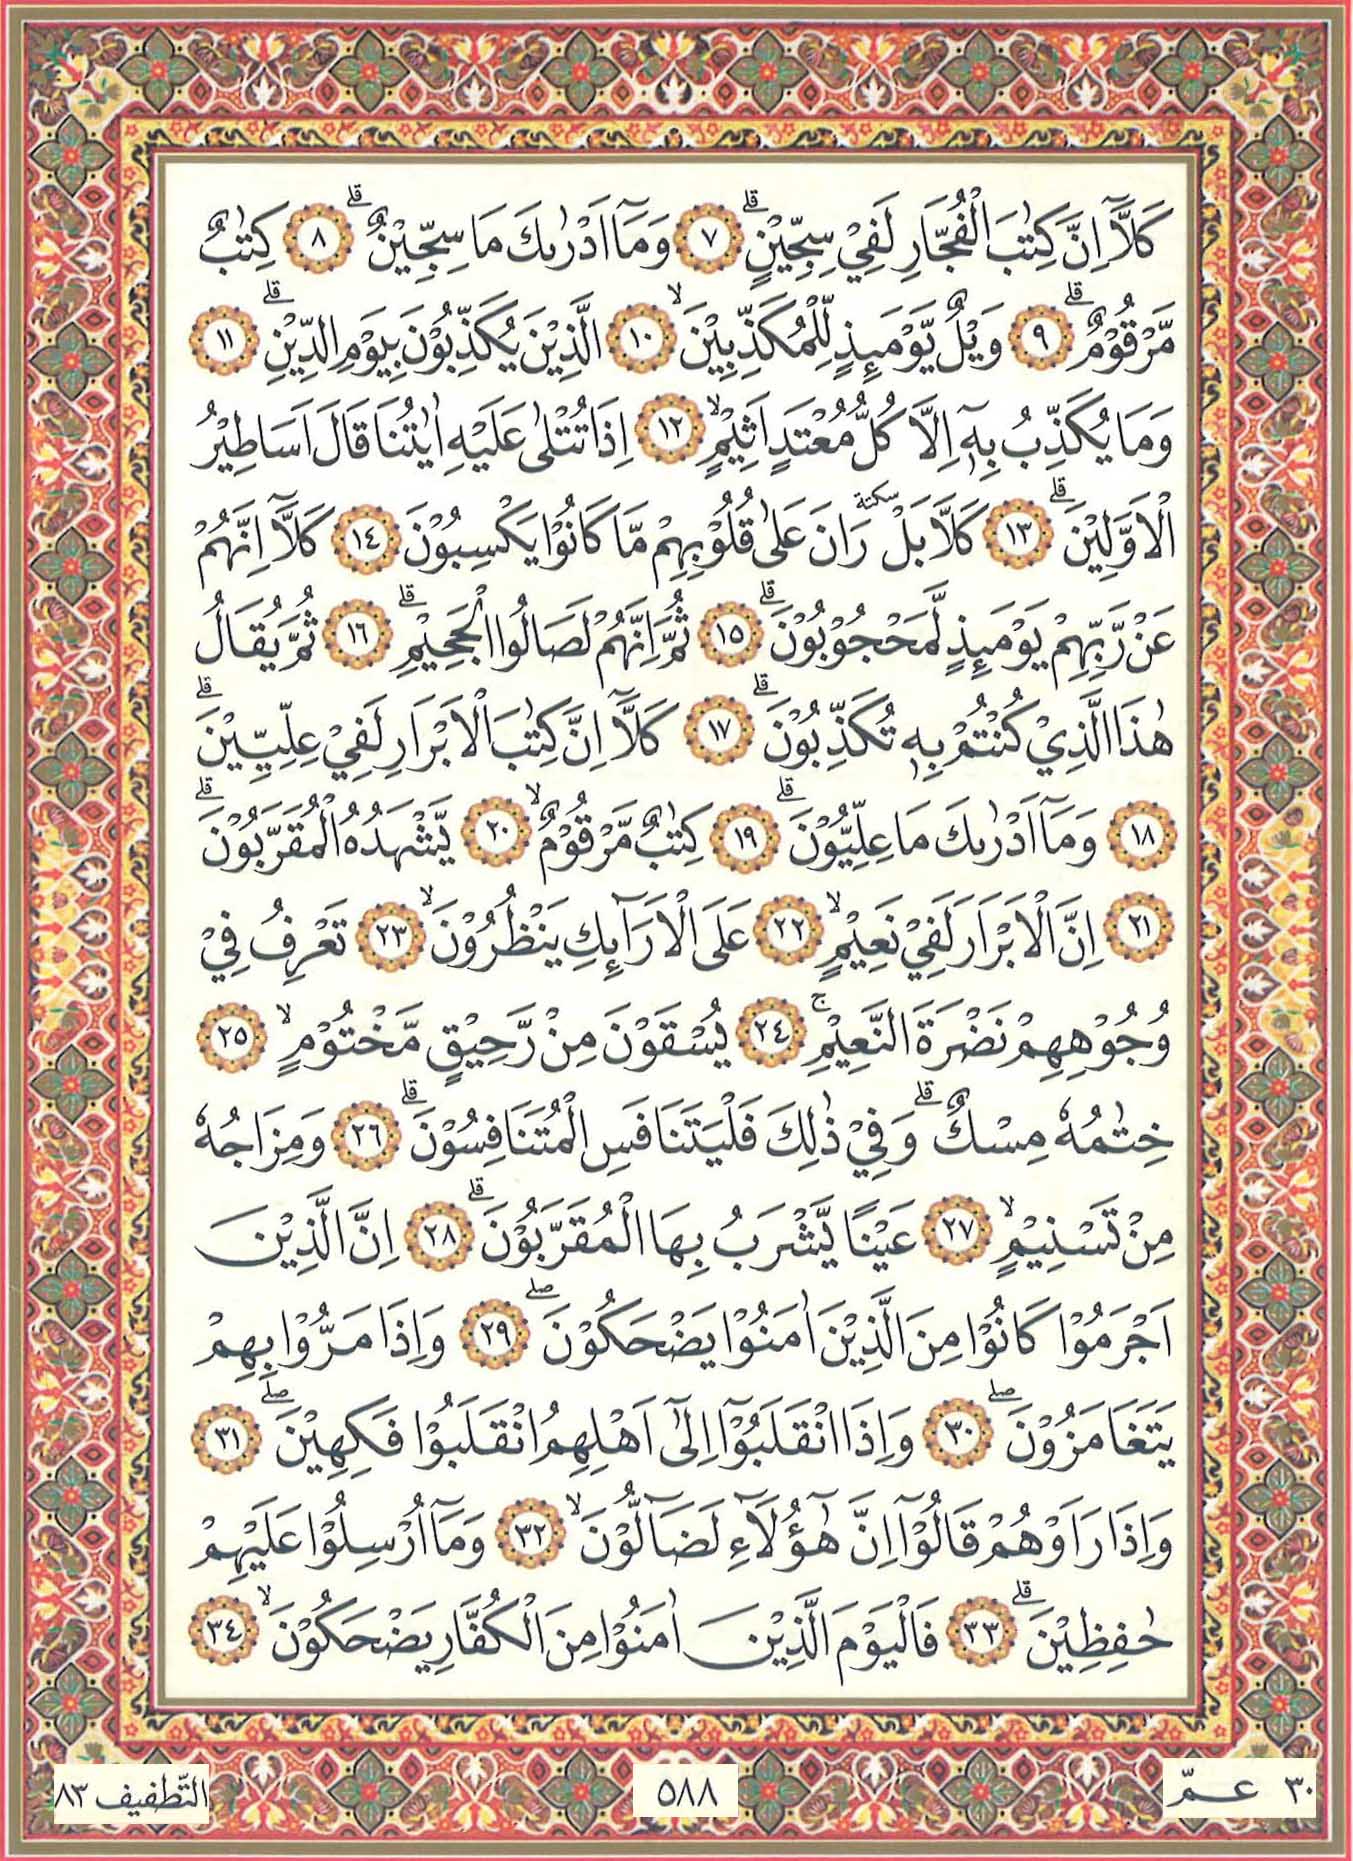 كَلَّآ اِنَّ كِتٰبَ الْفُجَّارِ لَفِيْ سِجِّيْنٍۗ ٧ وَمَآ اَدْرٰىكَ مَا سِجِّيْنٌۗ ٨ كِتٰبٌ
مَّرْقُوْمٌۗ ٩ وَيْلٌ يَّوْمَىِٕذٍ لِّلْمُكَذِّبِيْنَۙ ١٠ الَّذِيْنَ يُكَذِّبُوْنَ بِيَوْمِ الدِّيْنِۗ ١١
وَمَا يُكَذِّبُ بِهٖٓ اِلَّا كُلُّ مُعْتَدٍ اَثِيْمٍۙ ١٢ اِذَا تُتْلٰى عَلَيْهِ اٰيٰتُنَا قَالَ اَسَاطِيْرُ
الْاَوَّلِيْنَۗ ١٣ كَلَّا بَلْ سكتة رَانَ عَلٰى قُلُوْبِهِمْ مَّا كَانُوْا يَكْسِبُوْنَ ١٤ كَلَّآ اِنَّهُمْ
عَنْ رَّبِّهِمْ يَوْمَىِٕذٍ لَّمَحْجُوْبُوْنَۗ ١٥ ثُمَّ اِنَّهُمْ لَصَالُوا الْجَحِيْمِۗ ١٦ ثُمَّ يُقَالُ
هٰذَا الَّذِيْ كُنْتُمْ بِهٖ تُكَذِّبُوْنَۗ ١٧ كَلَّآ اِنَّ كِتٰبَ الْاَبْرَارِ لَفِيْ عِلِّيِّيْنَۗ
١٨ وَمَآ اَدْرٰىكَ مَا عِلِّيُّوْنَۗ ١٩ كِتٰبٌ مَّرْقُوْمٌۙ ٢٠ يَّشْهَدُهُ الْمُقَرَّبُوْنَۗ
٢١ اِنَّ الْاَبْرَارَ لَفِيْ نَعِيْمٍۙ ٢٢ عَلَى الْاَرَاۤىِٕكِ يَنْظُرُوْنَۙ ٢٣ تَعْرِفُ فِيْ
وُجُوْهِهِمْ نَضْرَةَ النَّعِيْمِۚ ٢٤ يُسْقَوْنَ مِنْ رَّحِيْقٍ مَّخْتُوْمٍۙ ٢٥
خِتٰمُهٗ مِسْكٌۗ وَفِيْ ذٰلِكَ فَلْيَتَنَافَسِ الْمُتَنَافِسُوْنَۗ ٢٦ وَمِزَاجُهٗ
مِنْ تَسْنِيْمٍۙ ٢٧ عَيْنًا يَّشْرَبُ بِهَا الْمُقَرَّبُوْنَۗ ٢٨ اِنَّ الَّذِيْنَ
اَجْرَمُوْا كَانُوْا مِنَ الَّذِيْنَ اٰمَنُوْا يَضْحَكُوْنَۖ ٢٩ وَاِذَا مَرُّوْا بِهِمْ
يَتَغَامَزُوْنَۖ ٣٠ وَاِذَا انْقَلَبُوْٓا اِلٰٓى اَهْلِهِمُ انْقَلَبُوْا فَكِهِيْنَۖ ٣١
وَاِذَا رَاَوْهُمْ قَالُوْٓا اِنَّ هٰٓؤُلَاۤءِ لَضَاۤلُّوْنَۙ ٣٢ وَمَآ اُرْسِلُوْا عَلَيْهِمْ
حٰفِظِيْنَۗ ٣٣ فَالْيَوْمَ الَّذِيْنَ اٰمَنُوْا مِنَ الْكُفَّارِ يَضْحَكُوْنَۙ ٣٤
٣٠ عـمّ
٥٨٨
التّطفيف ٨٣